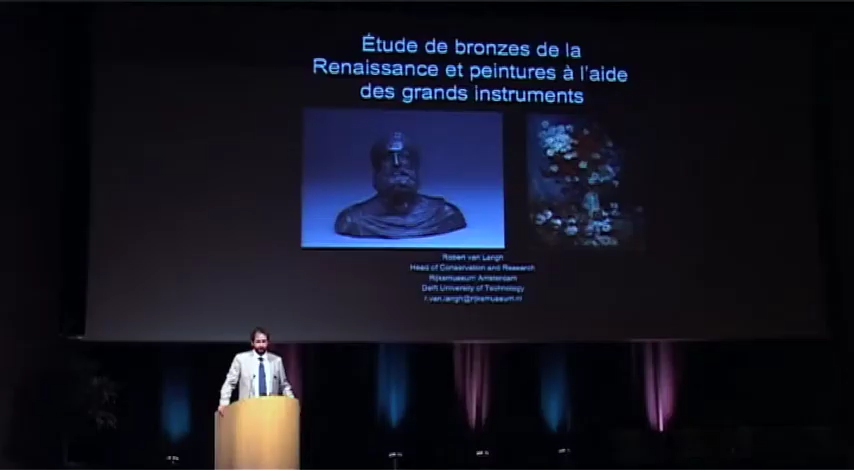 Étude de bronzes de la
Renaissance et peintures à l'aide
des grands instruments
Robert van Langh
Head of Conservation and Research
Rijksmuseum Amsterdam
Delft University of Technology
r.van.langh@rijksmuseum.nl